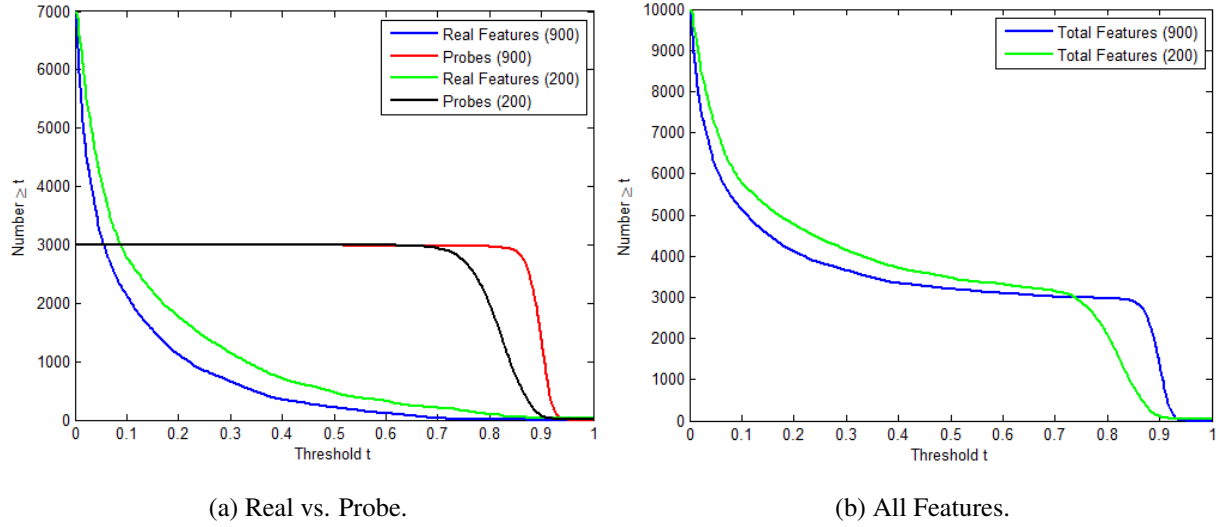 7000
6000
5000
4000
3000
2000
1000
0
Number ≥ t
0 0.1 0.2 0.3 0.4 0.5 0.6 0.7 0.8 0.9 1
Threshold t
Real Features (900)
Probes (900)
Real Features (200)
Probes (200)
(a) Real vs. Probe.
10000
9000
8000
7000
6000
5000
4000
3000
2000
1000
0
Number ≥ t
0 0.1 0.2 0.3 0.4 0.5 0.6 0.7 0.8 0.9 1
Threshold t
Total Features (900)
Total Features (200)
(b) All Features.